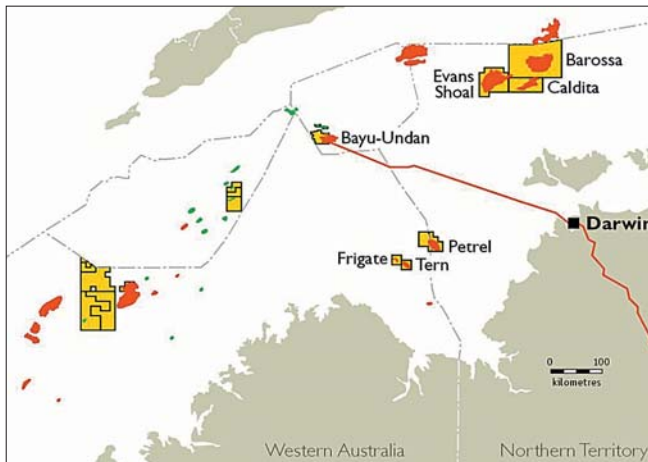 Barossa
Evans
Shoal
Caldita
Bayu-Undan
Darwin
Petrel
Frigate
Tern
0 100
kilometres
Western Australia
Northern Territory